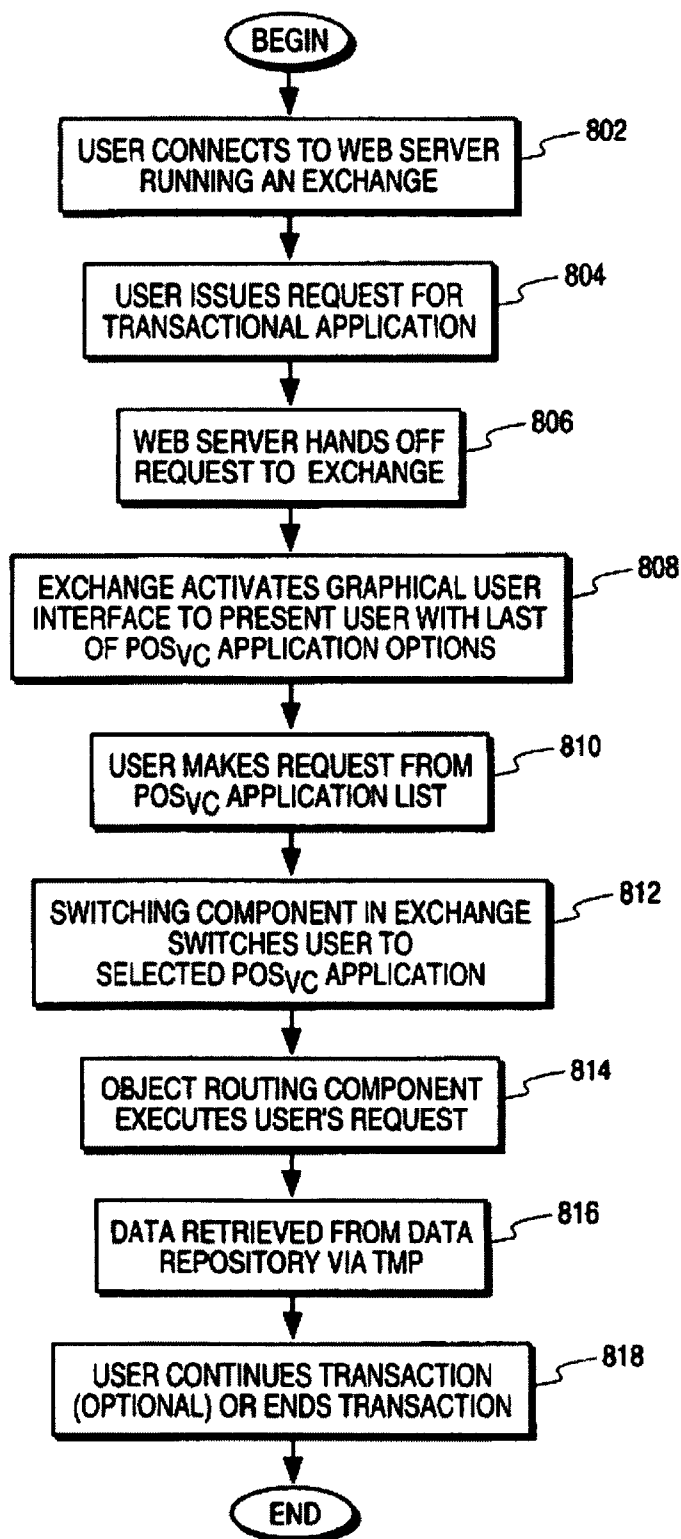 BEGIN
USER CONNECTS TO WEB SERVER
RUNNING AN EXCHANGE
802
USER ISSUES REQUEST FOR
TRANSACTIONAL APPLICATION
804
WEB SERVER HANDS OFF
REQUEST TO EXCHANGE
806
EXCHANGE ACTIVATES GRAPHICAL USER
INTERFACE TO PRESENT USER WITH LAST
OF POSVC APPLICATION OPTIONS
808
USER MAKES REQUEST FROM
POSVC APPLICATION LIST
810
SWITCHING COMPONENT IN EXCHANGE
SWITCHES USER TO
SELECTED POSVC APPLICATION
812
OBJECT ROUTING COMPONENT
EXECUTES USER'S REQUEST
814
DATA RETRIEVED FROM DATA
REPOSITORY VIA TMP
816
USER CONTINUES TRANSACTION
(OPTIONAL) OR ENDS TRANSACTION
818
END